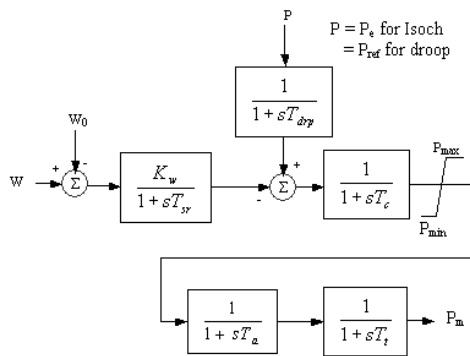 P
P = Pe for Isoch
= Pref for droop
1
1 + sTdrp
W0
W
+
-
Σ
Kw
1 + sTsr
+
-
Σ
1
1 + sTc
Pmax
Pmin
1
1 + sTa
1
1 + sTt
Pm